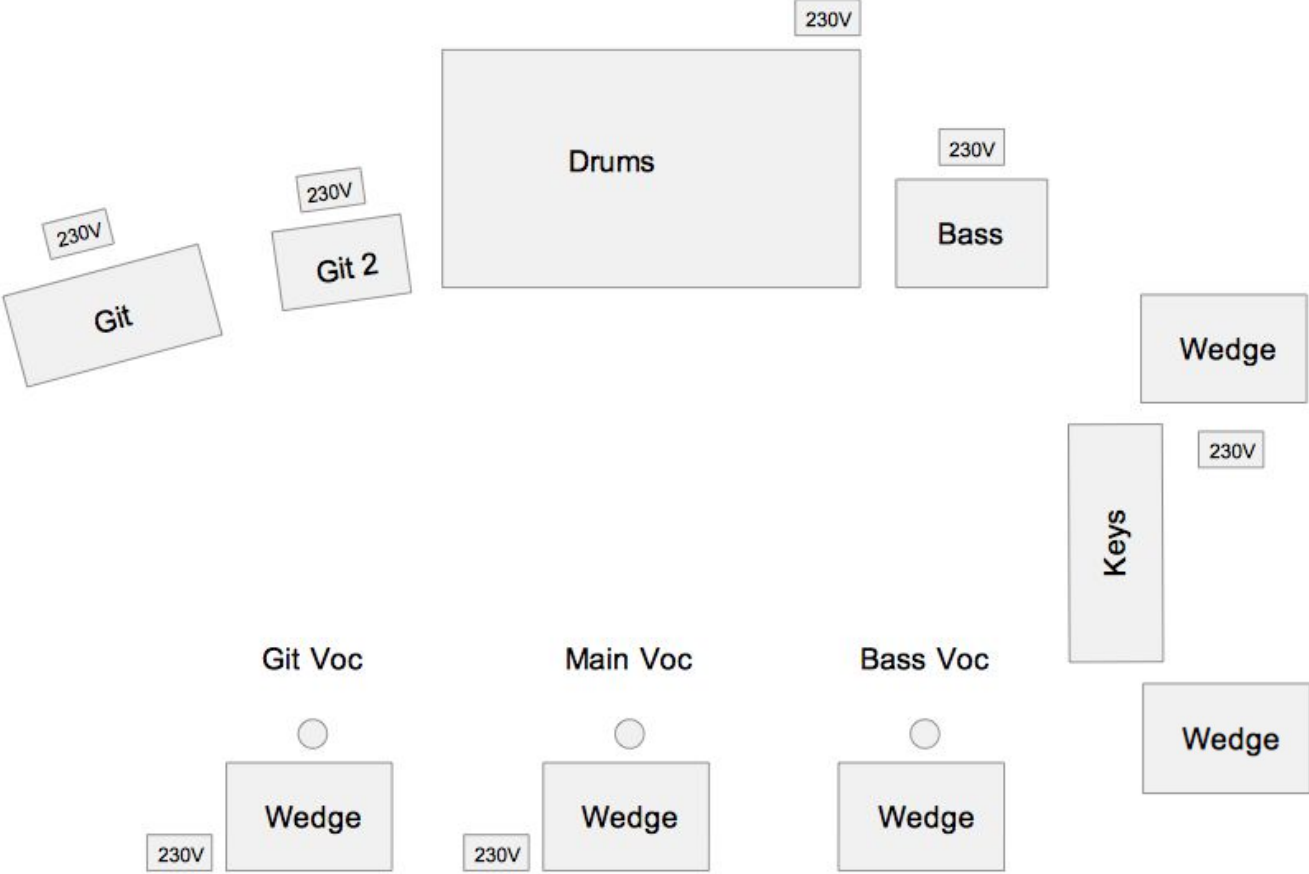 230V
Drums
230V
Bass
230V
Git 2
230V
Git
Wedge
230V
Keys
Git Voc
Main Voc
Bass Voc
Wedge
Wedge
Wedge
Wedge
230V
230V